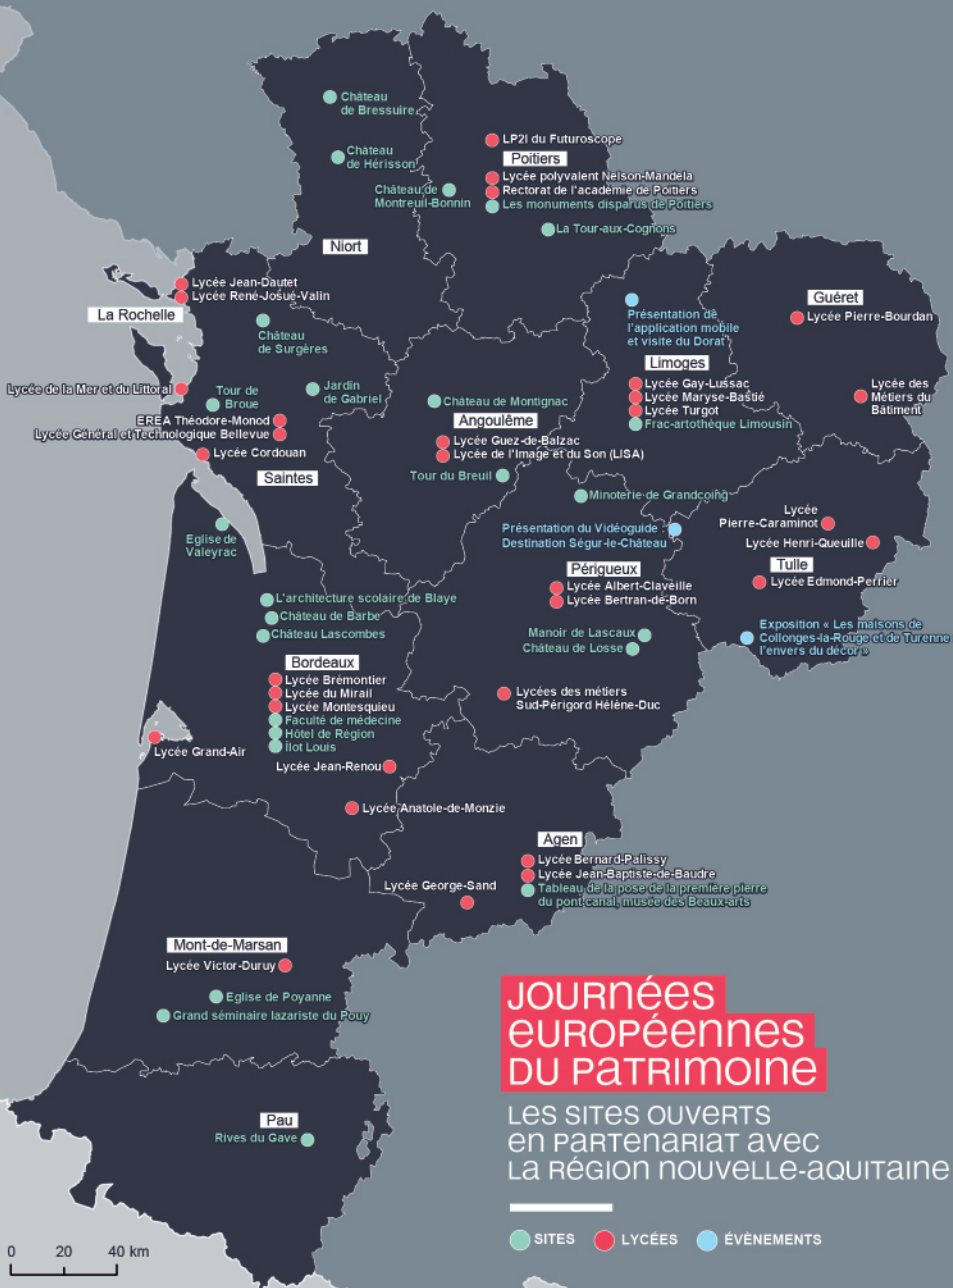 Château
de Bressuire
Château
de Hérisson
Château de
Montreuil-Bonnin
Niort
LP2I du Futuroscope
Poitiers
Lycée polyvalent Nelson-Mandela
Rectorat de l'académie de Poitiers
Les monuments disparus de Poitiers
La Tour-aux-Cognons
Lycée Jean-Dautet
Lycée René-Josué-Valin
La Rochelle
Château
de Surgères
Lycée de la Mer et du Littoral
Tour de
Broue
Jardin
de Gabriel
EREA Théodore-Monod
Lycée Général et Technologique Bellevue
Lycée Cordouan
Saintes
Château de Montignac
Angoulême
Lycée Guez-de-Balzac
Lycée de l'Image et du Son (LISA)
Tour du Breuil
Présentation de
l'application mobile
et visite du Dorat
Limoges
Lycée Gay-Lussac
Lycée Maryse-Bastié
Lycée Turgot
Frac-artothèque Limousin
Guéret
Lycée Pierre-Bourdan
Lycée des
Métiers du
Bâtiment
Minoterie de Grandcoing
Présentation du Vidéoguide :
Destination Ségur-le-Château
Lycée
Pierre-Caraminot
Lycée Henri-Queuille
Tulle
Lycée Edmond-Perrier
Exposition « Les maisons de
Collonges-la-Rouge et de Turenne
l'envers du décor »
Périgueux
Lycée Albert-Claveille
Lycée Bertran-de-Born
Manoir de Lascaux
Château de Losse
Lycées des métiers
Sud-Périgord Hélène-Duc
Eglise de
Valeyrac
L'architecture scolaire de Blaye
Château de Barbe
Château Lascombes
Bordeaux
Lycée Brémontier
Lycée du Mirail
Lycée Montesquieu
Faculté de médecine
Hôtel de Région
Îlot Louis
Lycée Grand-Air
Lycée Jean-Renou
Lycée Anatole-de-Monzie
Agen
Lycée Bernard-Palissy
Lycée Jean-Baptiste-de-Baudre
Tableau de la pose de la première pierre
du pont canal, musée des Beaux-arts
Lycée George-Sand
Mont-de-Marsan
Lycée Victor-Duruy
Eglise de Poyanne
Grand séminaire lazariste du Pouy
Pau
Rives du Gave
JOURNÉES
EUROPÉENNES
DU PATRIMOINE
LES SITES OUVERTS
EN PARTENARIAT AVEC
LA RÉGION NOUVELLE-AQUITAINE
SITES LYCÉES ÉVÈNEMENTS
0 20 40 km